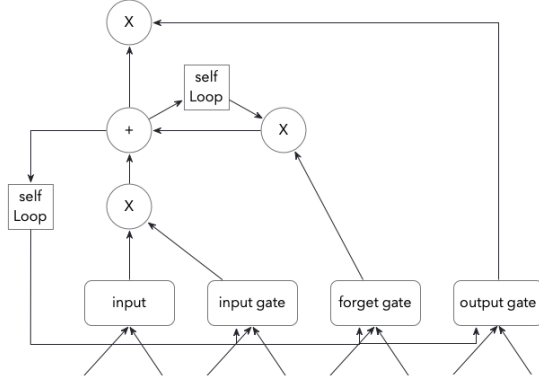 X
self
Loop
+
X
self
Loop
X
input
input gate
forget gate
output gate